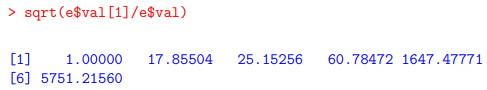 > sqrt(e$val[1]/e$val)
[1] 1.00000 17.85504 25.15256 60.78472 1647.47771
[6] 5751.21560